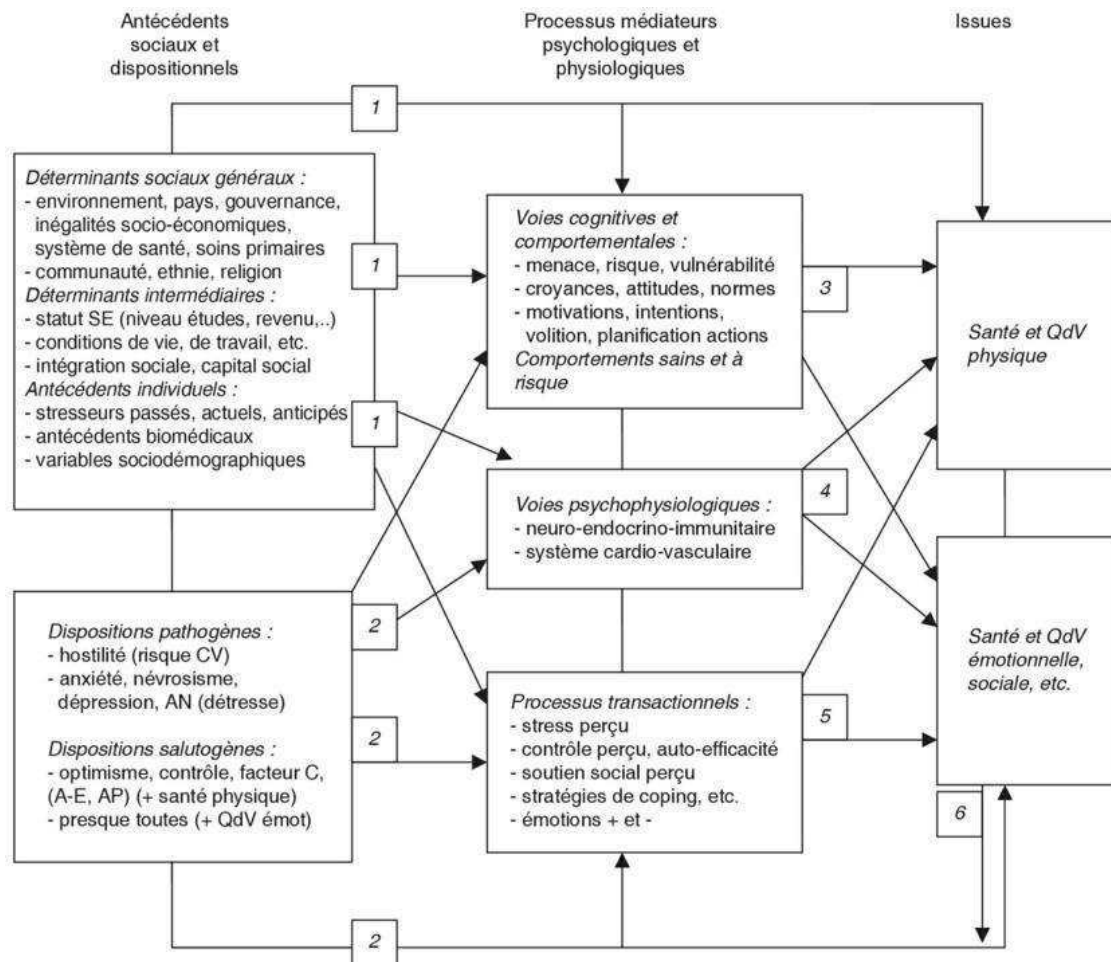 Antécédents
sociaux et
dispositionnels
Processus médiateurs
psychologiques et
physiologiques
Issues
1
Déterminants sociaux généraux :
- environnement, pays, gouvernance,
inégalités socio-économiques,
système de santé, soins primaires
- communauté, ethnie, religion
Déterminants intermédiaires :
- statut SE (niveau études, revenu,..)
- conditions de vie, de travail, etc.
- intégration sociale, capital social
Antécédents individuels :
- stresseurs passés, actuels, anticipés
- antécédents biomédicaux
- variables sociodémographiques
1
1
Voies cognitives et
comportementales :
- menace, risque, vulnérabilité
- croyances, attitudes, normes
- motivations, intentions,
volition, planification actions
Comportements sains et à
risque
3
Santé et QdV
physique
Voies psychophysiologiques :
- neuro-endocrino-immunitaire
- système cardio-vasculaire
4
Dispositions pathogènes :
- hostilité (risque CV)
- anxiété, névrosisme,
dépression, AN (détresse)
Dispositions salutogènes :
- optimisme, contrôle, facteur C,
(A-E, AP) (+ santé physique)
- presque toutes (+ QdV émot)
2
2
Processus transactionnels :
- stress perçu
- contrôle perçu, auto-efficacité
- soutien social perçu
- stratégies de coping, etc.
- émotions + et -
5
Santé et QdV
émotionnelle,
sociale, etc.
6
2